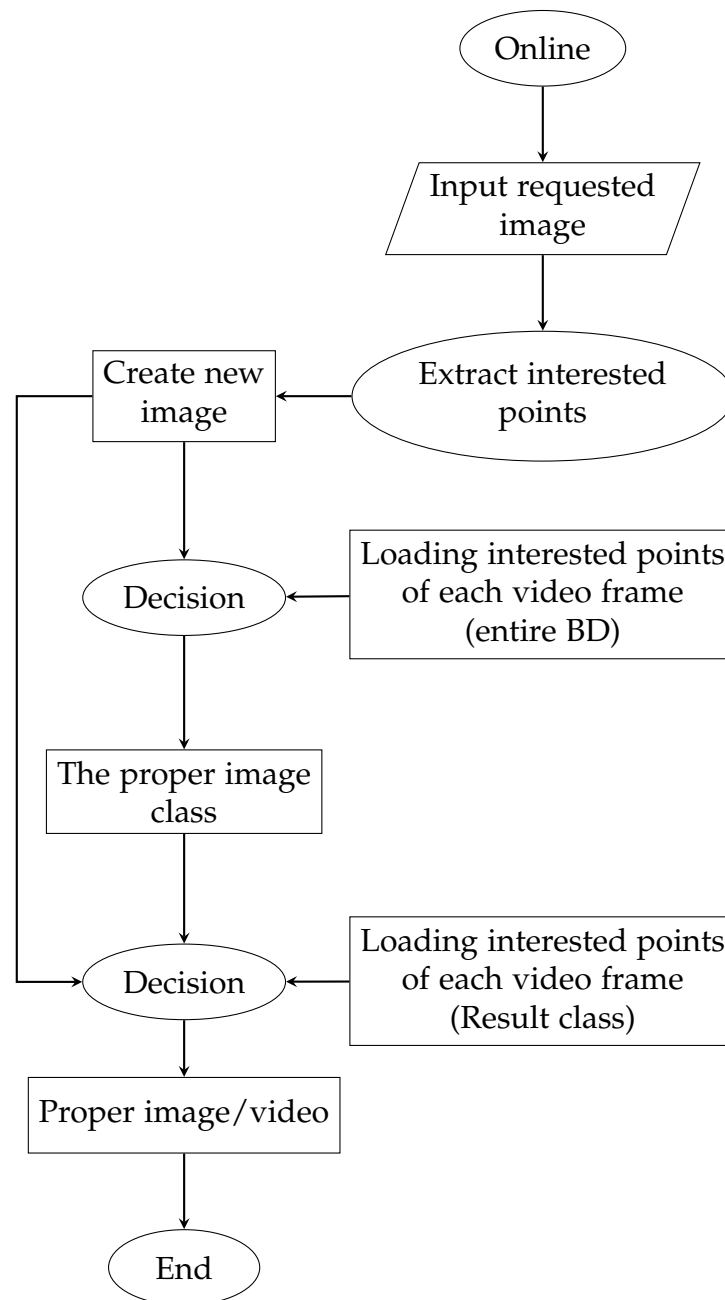 Online
Input requested
image
Extract interested
points
Create new
image
Decision
Loading interested points
of each video frame
(entire BD)
The proper image
class
Decision
Loading interested points
of each video frame
(Result class)
Proper image/video
End